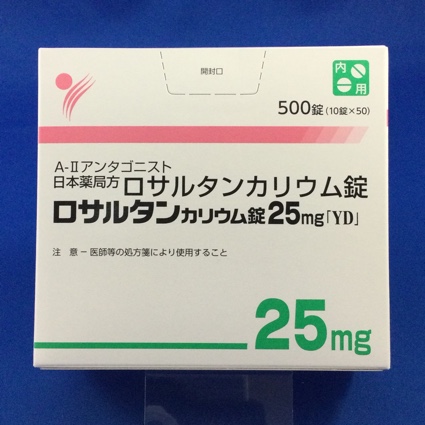 開封口
内用
500錠(10錠×50)
A-Ⅱアンタゴニスト
日本薬局方 ロサルタンカリウム錠
ロサルタンカリウム錠25mg「YD」
注 意－医師等の処方箋により使用すること
25mg